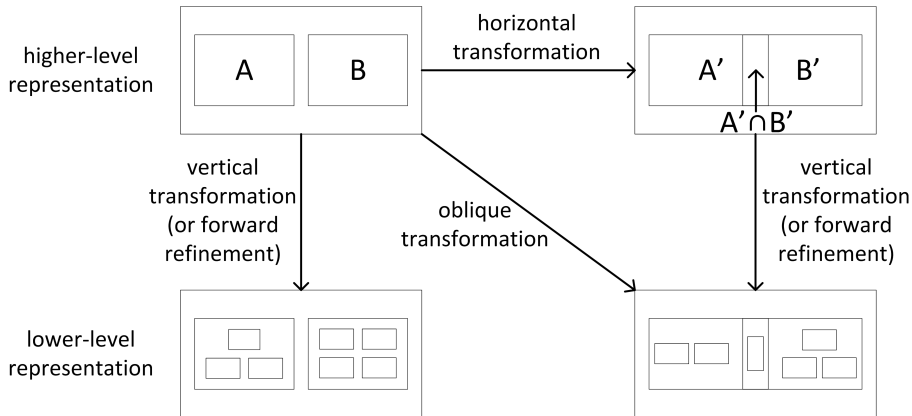 higher-level
representation
A
B
horizontal
transformation
A’
B’
A’∩B’
vertical
transformation
(or forward
refinement)
oblique
transformation
vertical
transformation
(or forward
refinement)
lower-level
representation